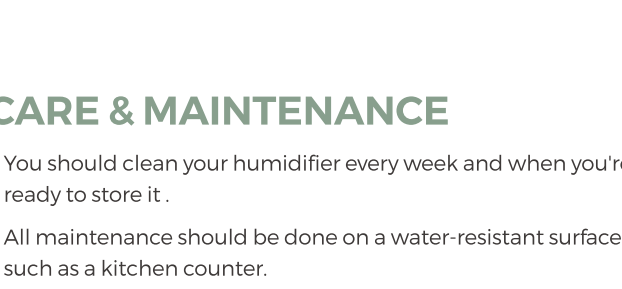 CARE & MAINTENANCE
You should clean your humidifier every week and when you're
ready to store it .
All maintenance should be done on a water-resistant surface
such as a kitchen counter.